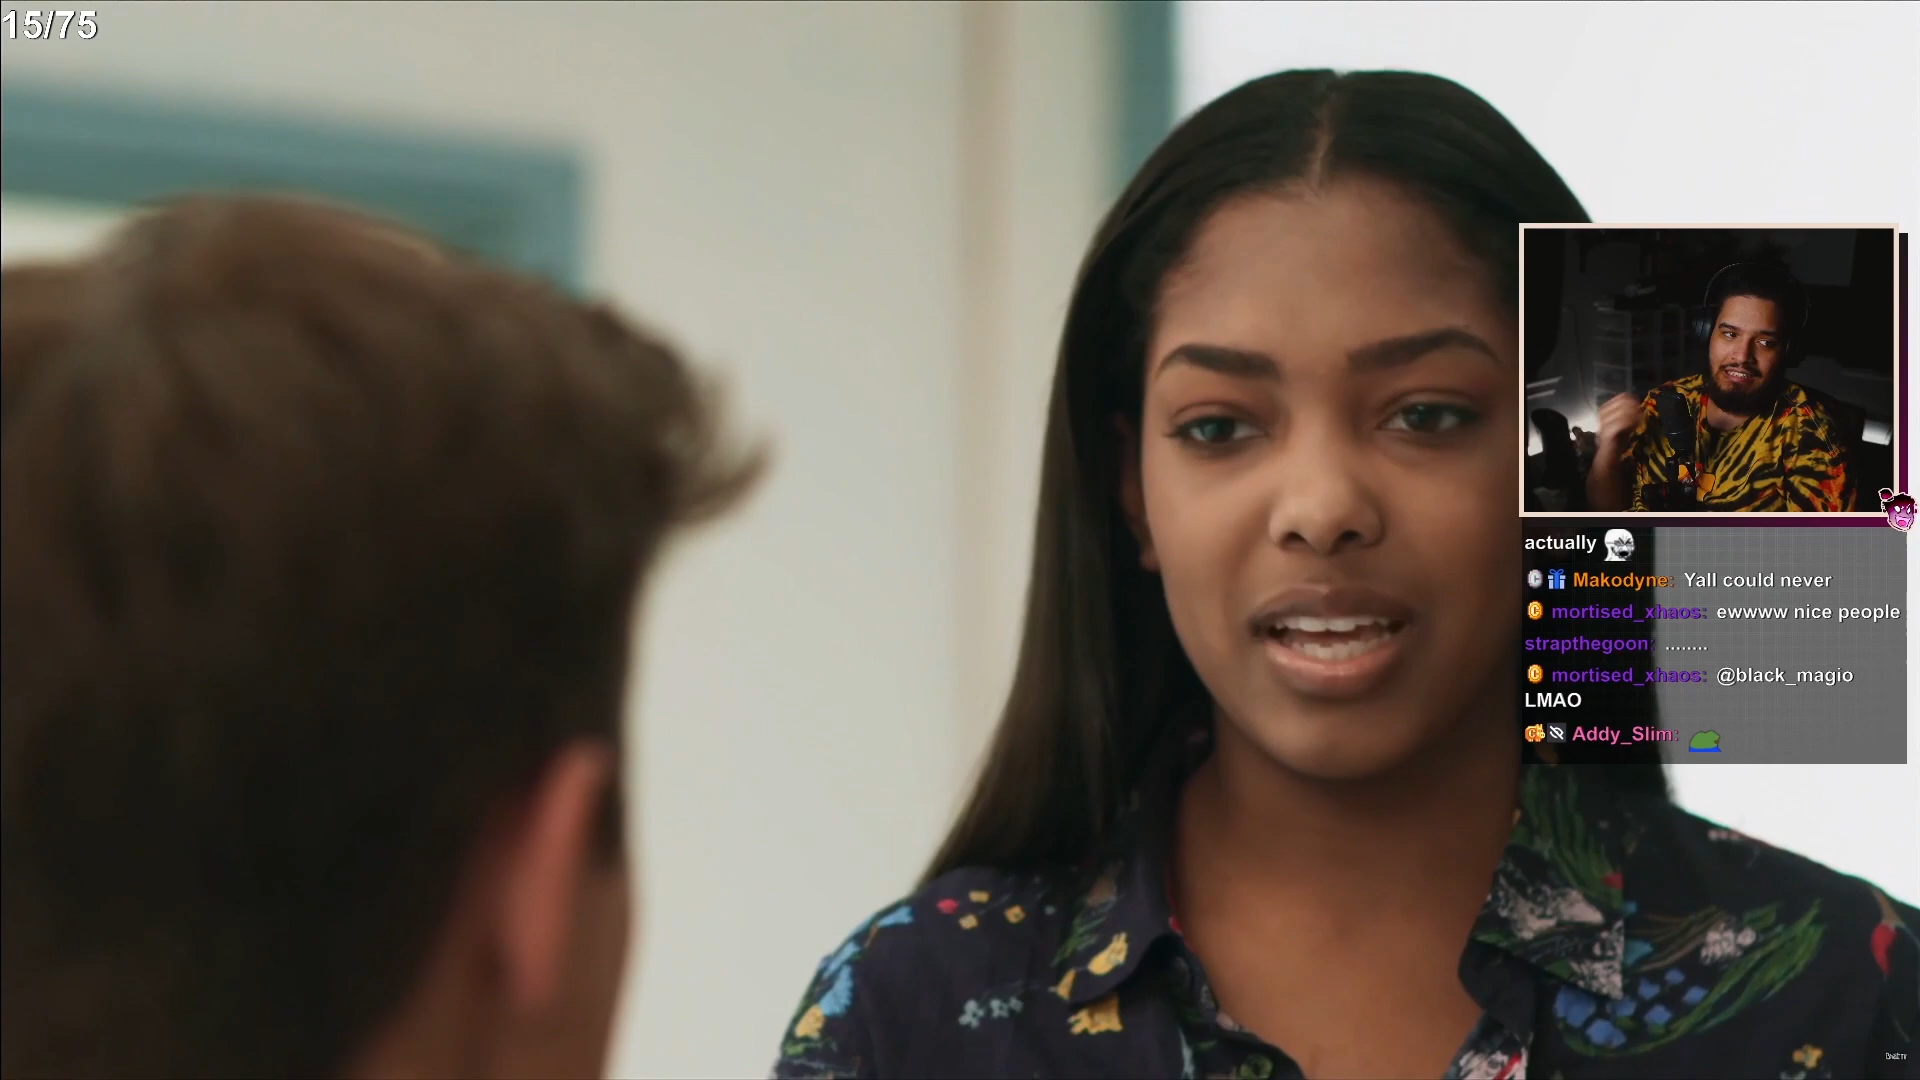 15/75
actually
Makodyne: Yall could never
mortised_xhaos: ewwww nice people
strapthegoon: ........
mortised_xhaos: @black_magio
LMAO
Addy_Slim: